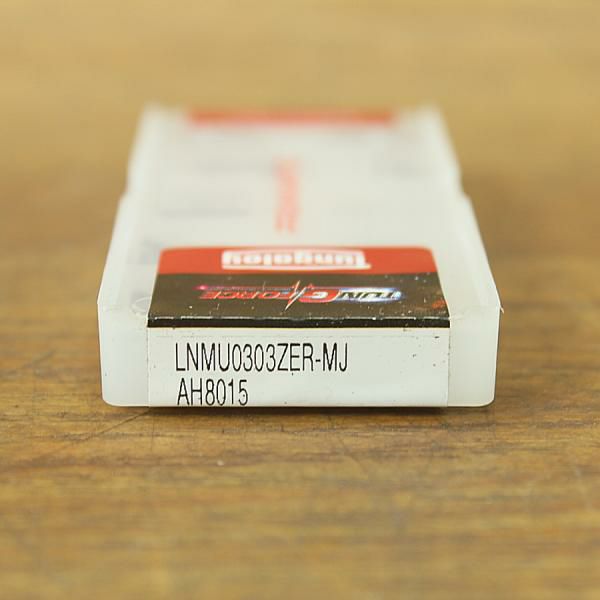 Tungaloy
TUNGFORCE
LNMU0303ZER-MJ
AH8015